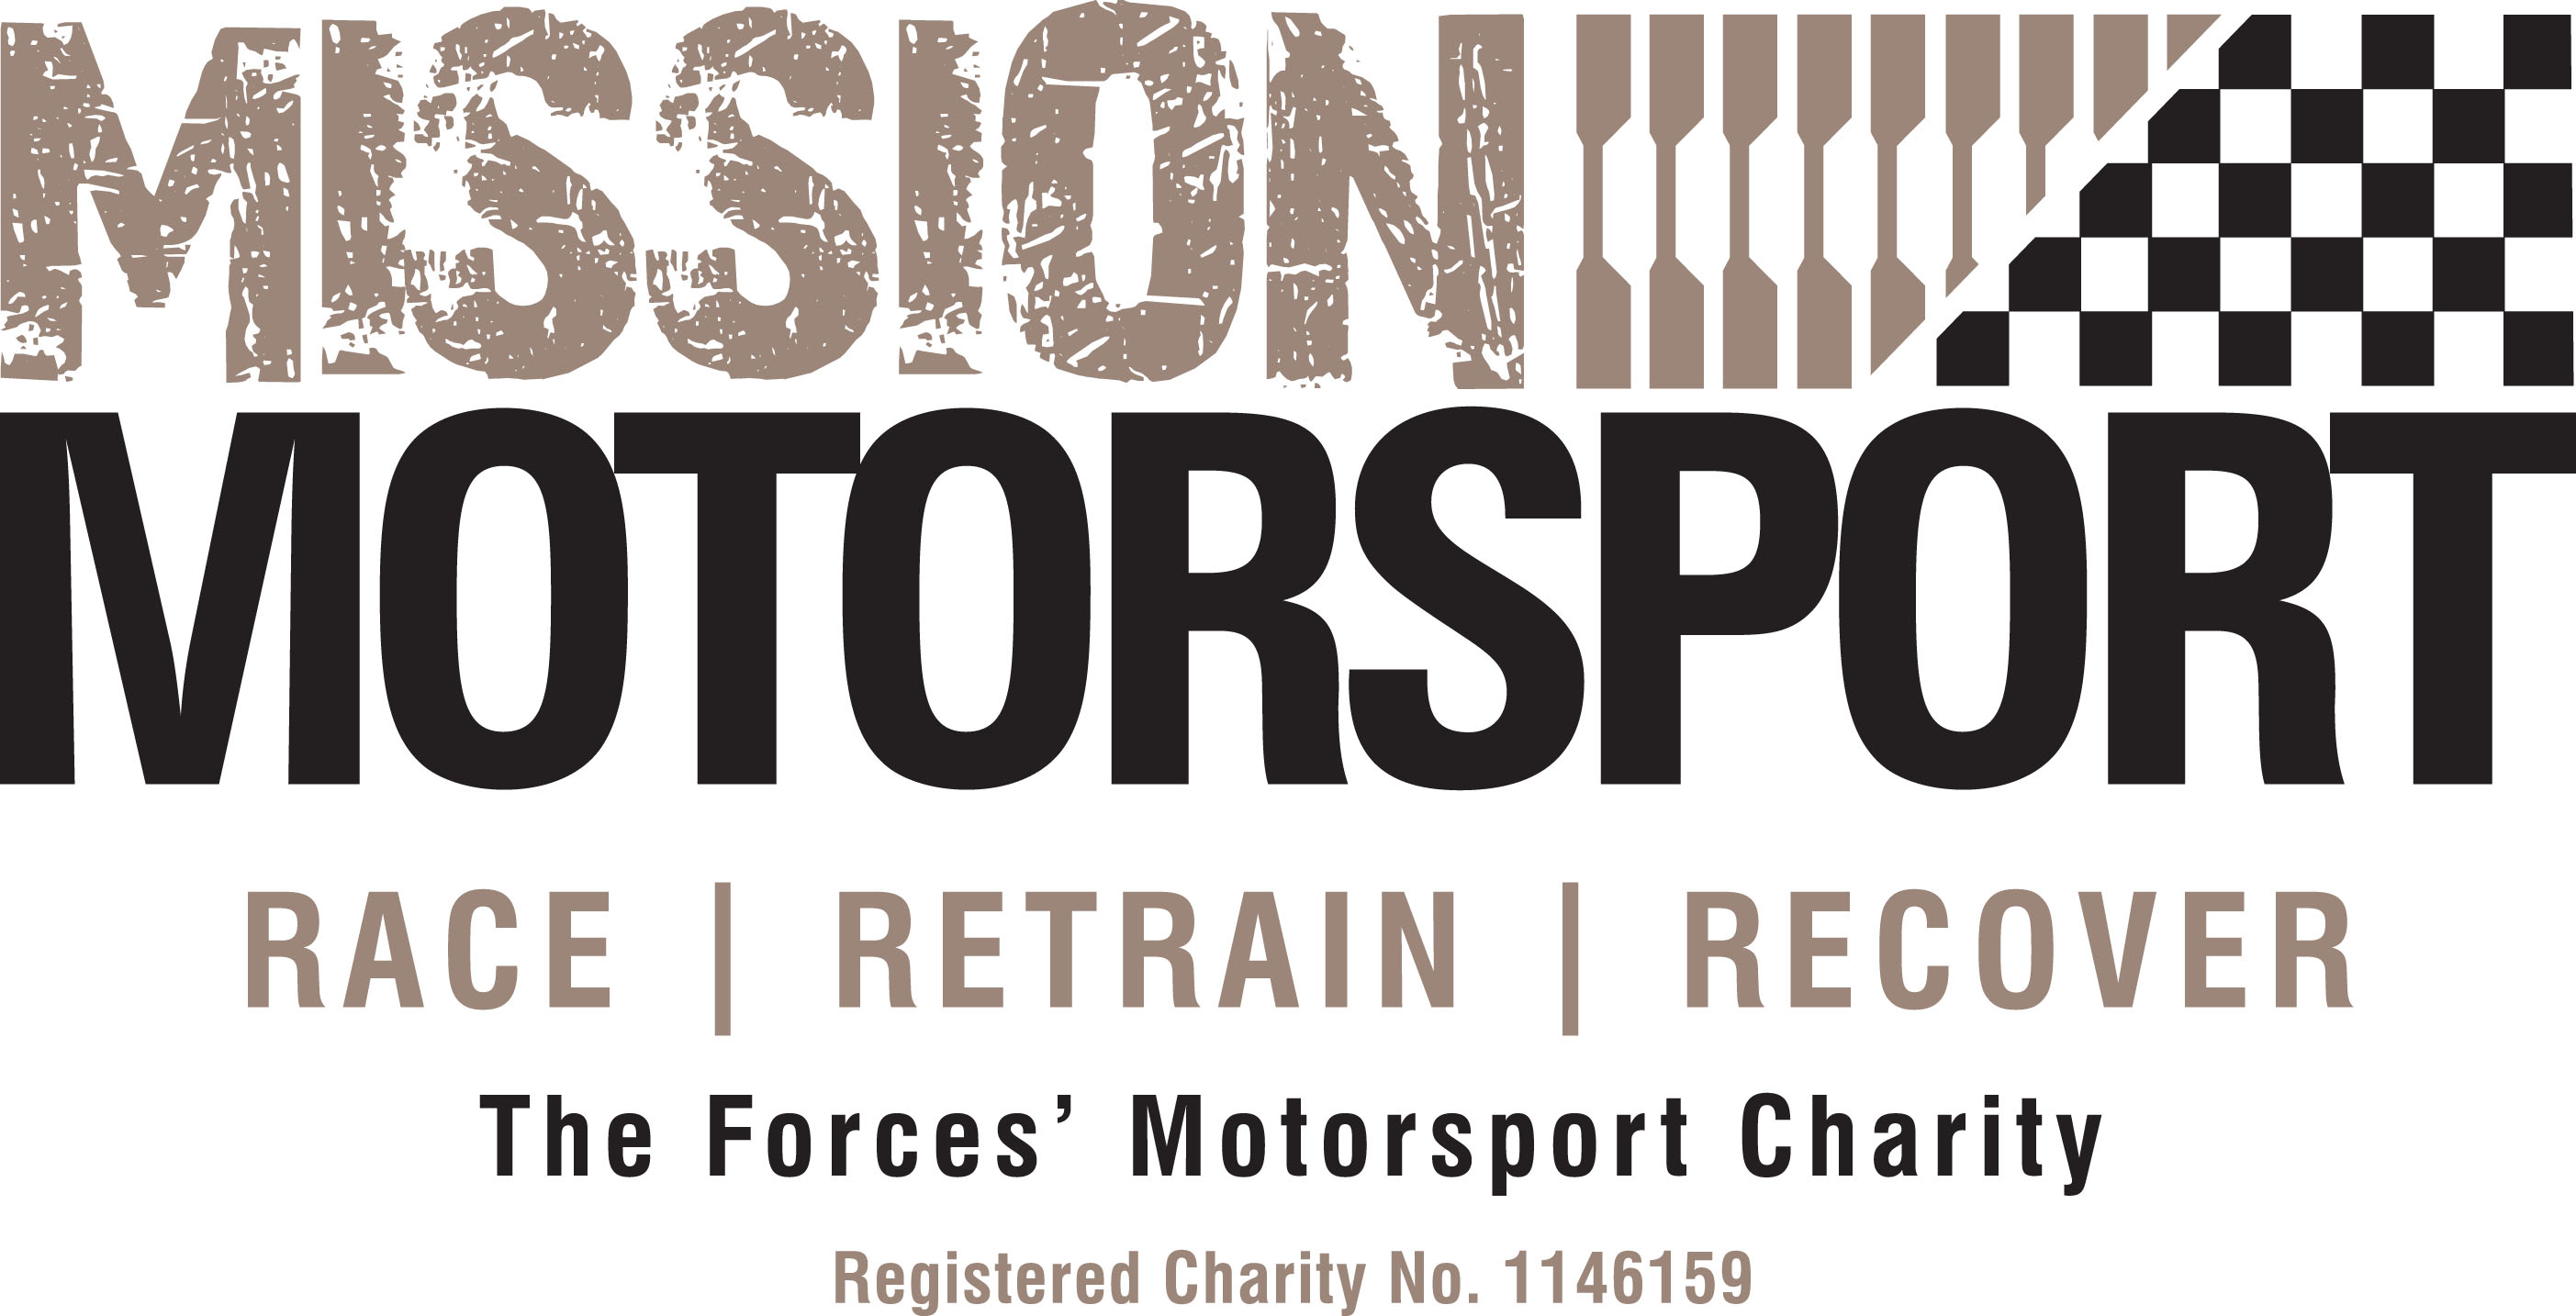 MISSION
MOTORSPORT
RACE | RETRAIN | RECOVER
The Forces’ Motorsport Charity
Registered Charity No. 1146159